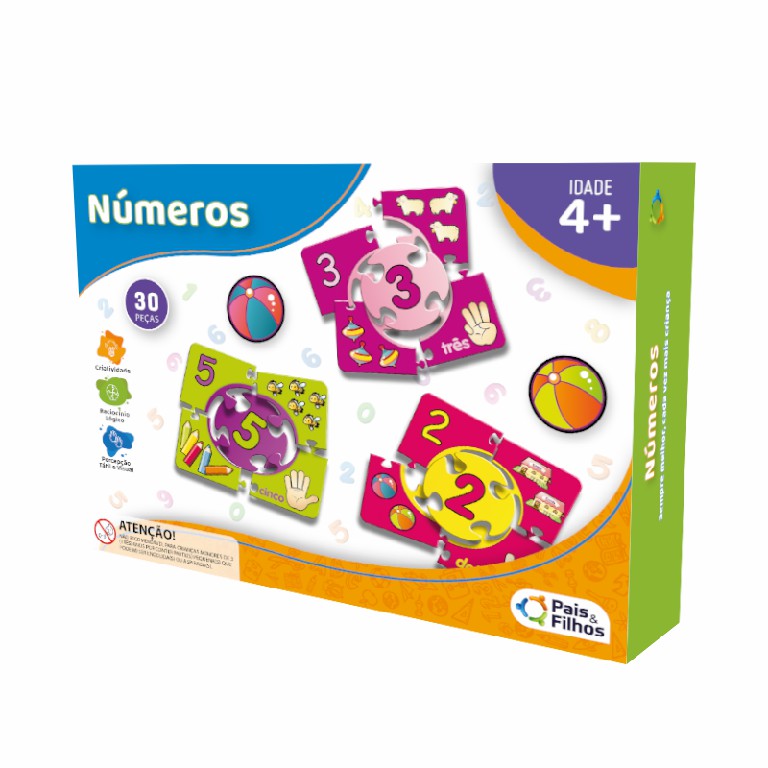 Números
IDADE
4+
30
PEÇAS
Criatividade
Raciocínio
Lógico
Percepção
Tátil e Visual
3
3
três
5
5
cinco
2
2
ATENÇÃO!
Pais
&
Filhos
Números
sempre melhor, cada vez mais criança